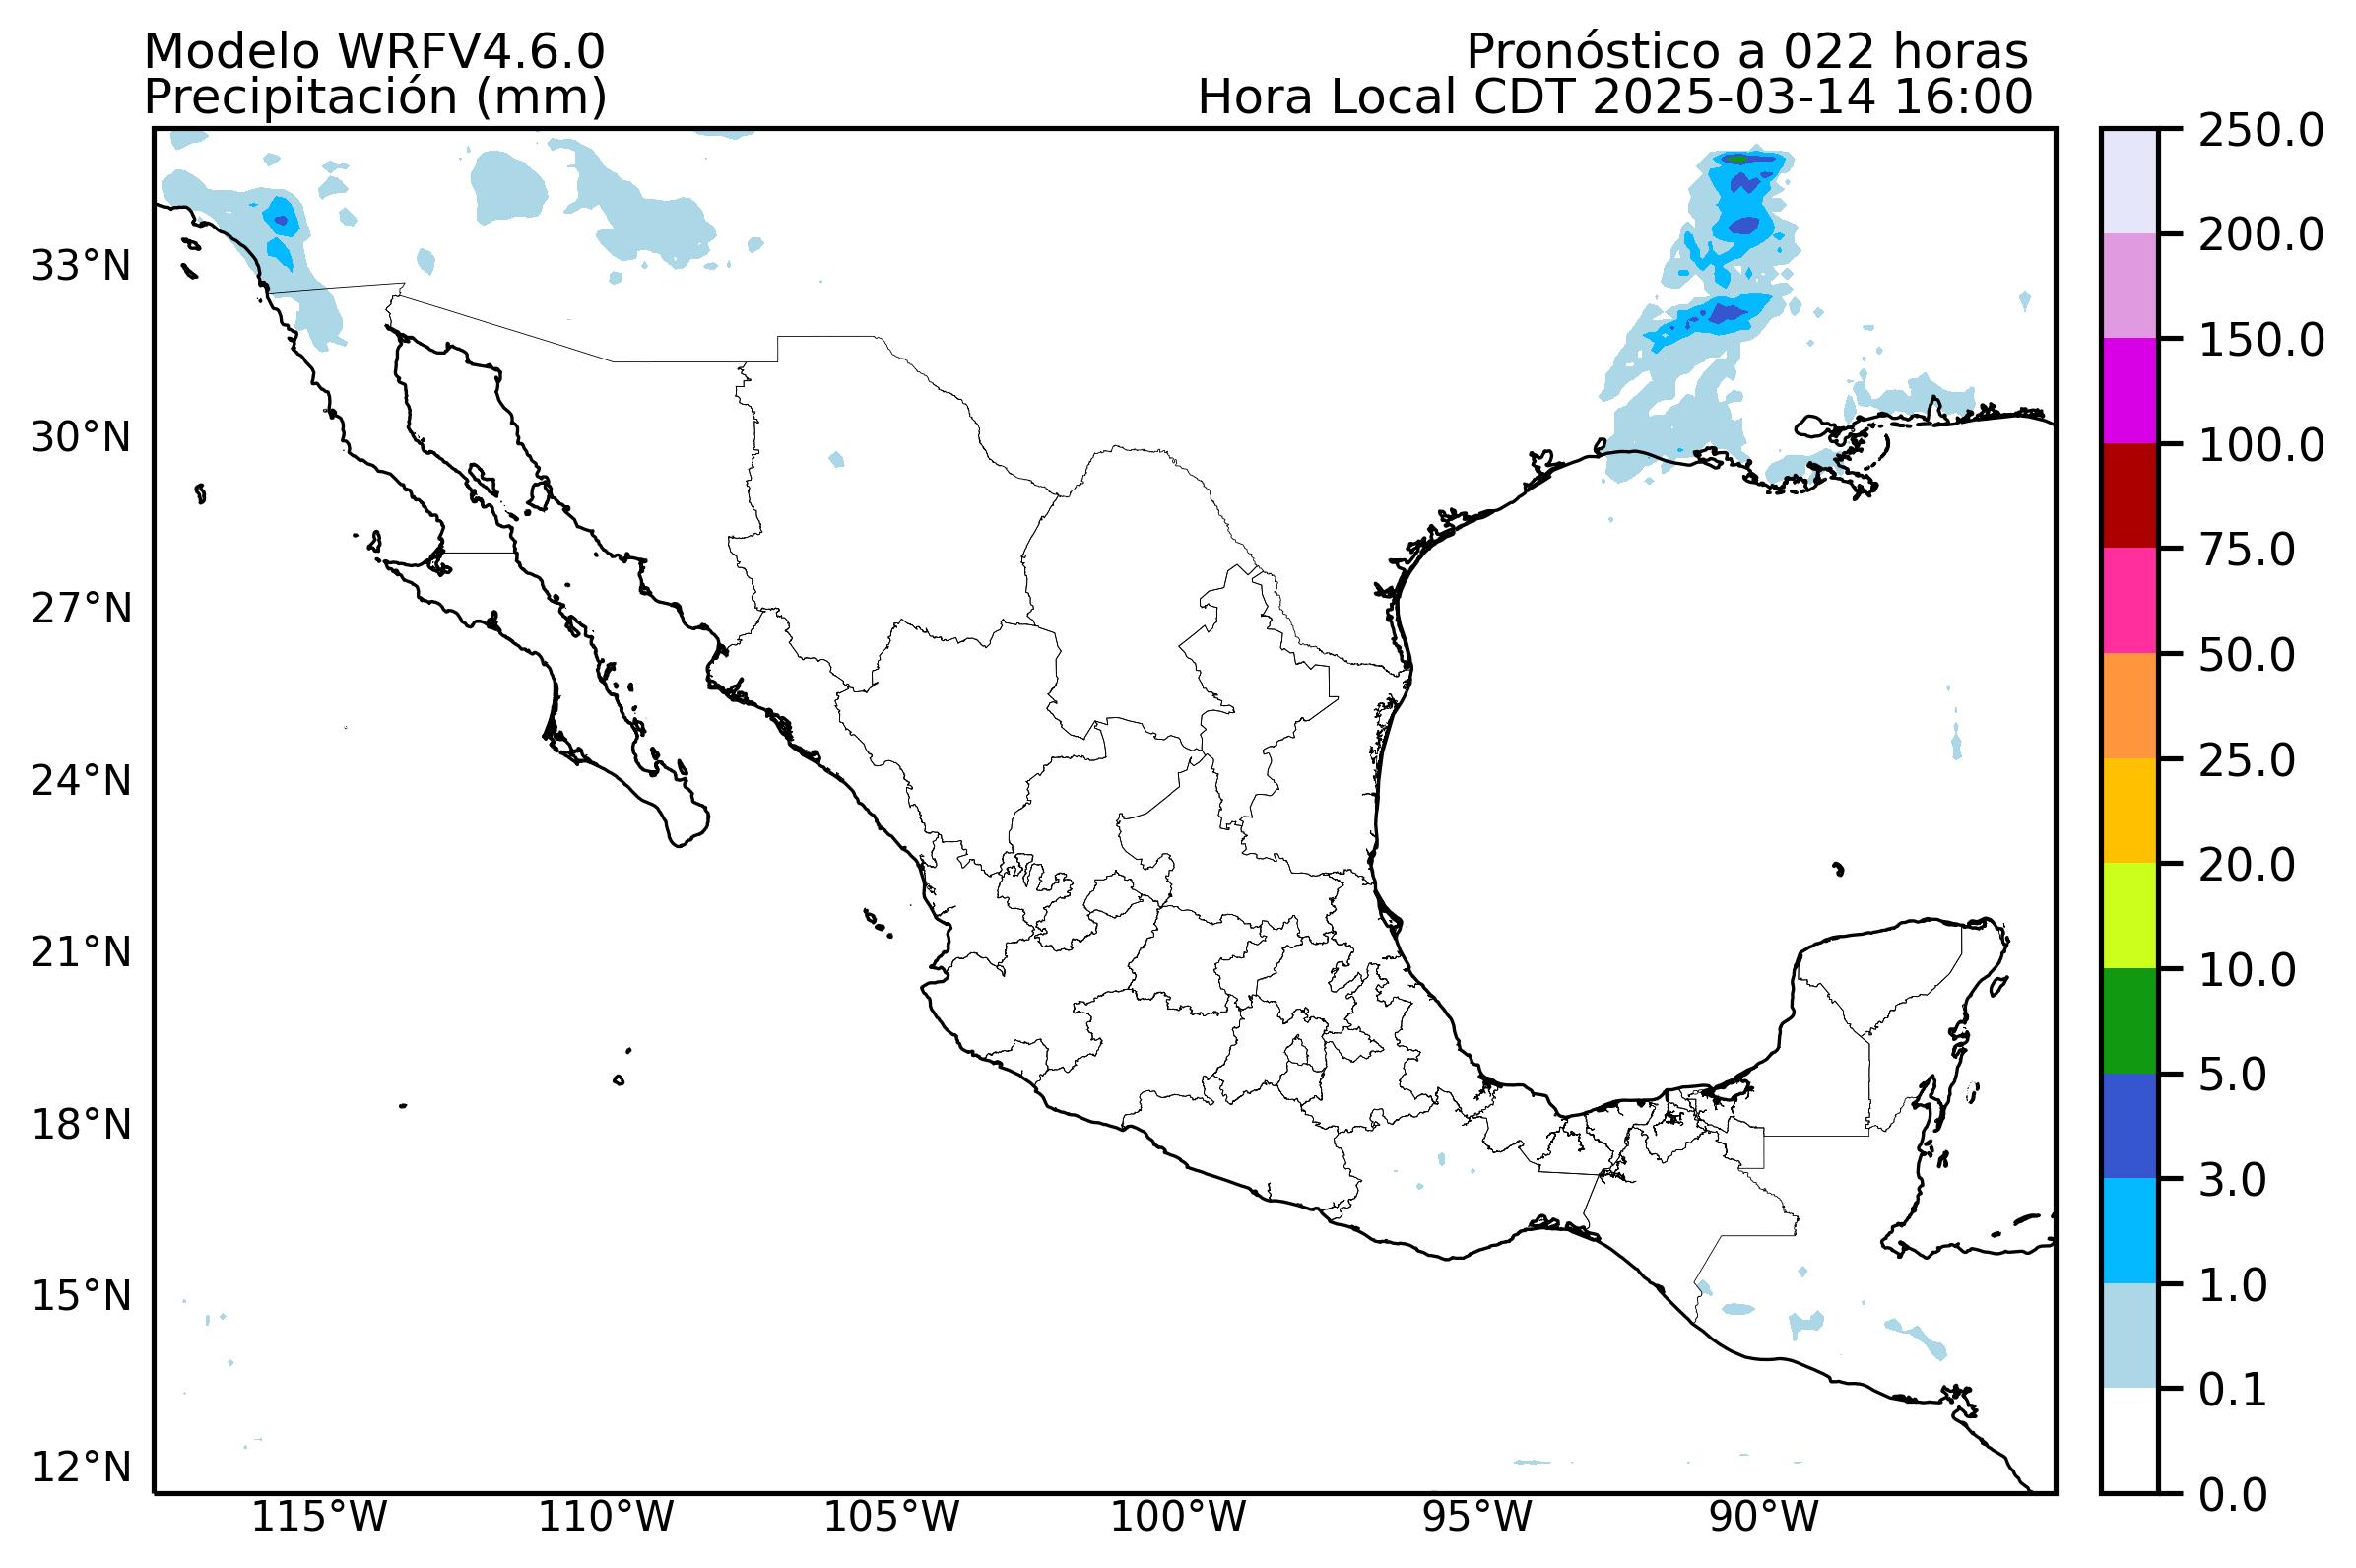 Modelo WRFV4.6.0
Precipitación (mm)
Pronóstico a 022 horas
Hora Local CDT 2025-03-14 16:00
33°N
30°N
27°N
24°N
21°N
18°N
15°N
12°N
115°W
110°W
105°W
100°W
95°W
90°W
250.0
200.0
150.0
100.0
75.0
50.0
25.0
20.0
10.0
5.0
3.0
1.0
0.1
0.0